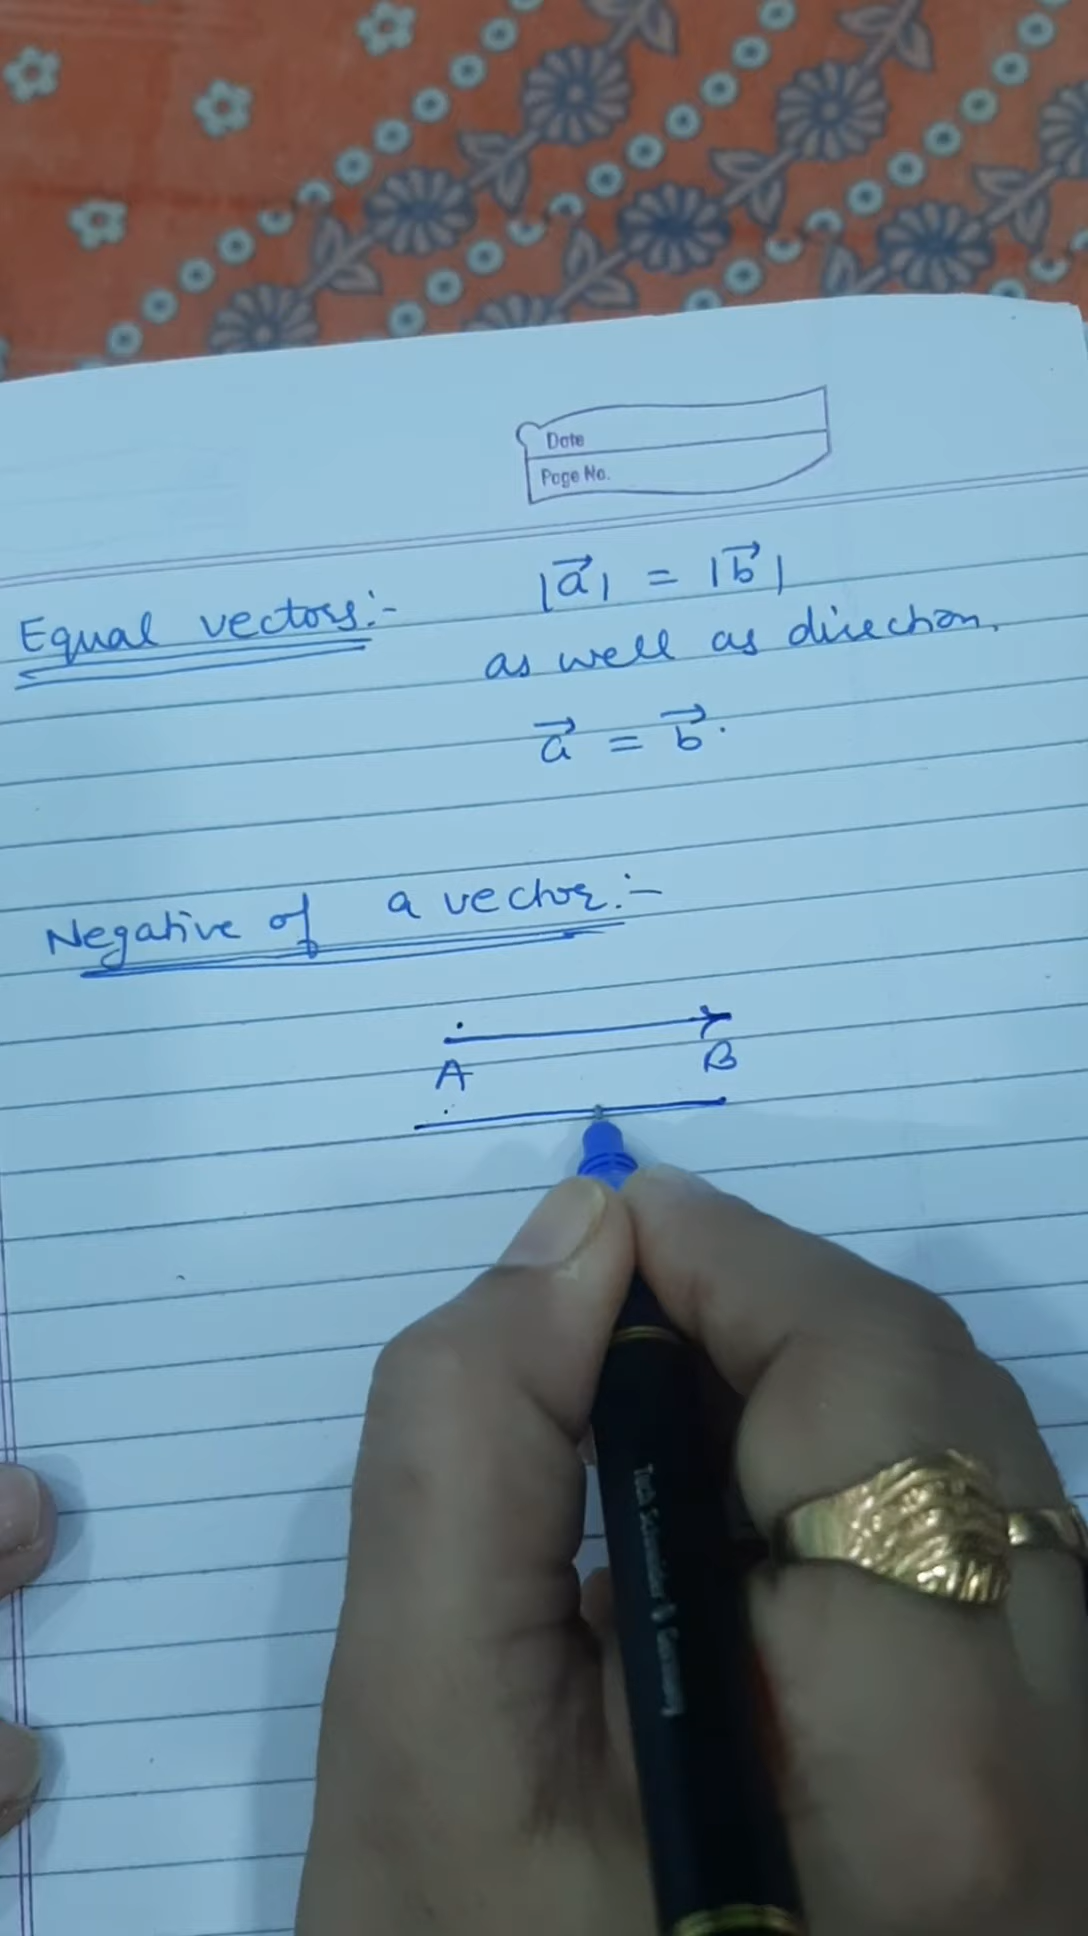 Date
Page No.
Equal vectors:- |a⃗| = |b⃗|
as well as direction.
a⃗ = b⃗.
Negative of a vector:-
A B